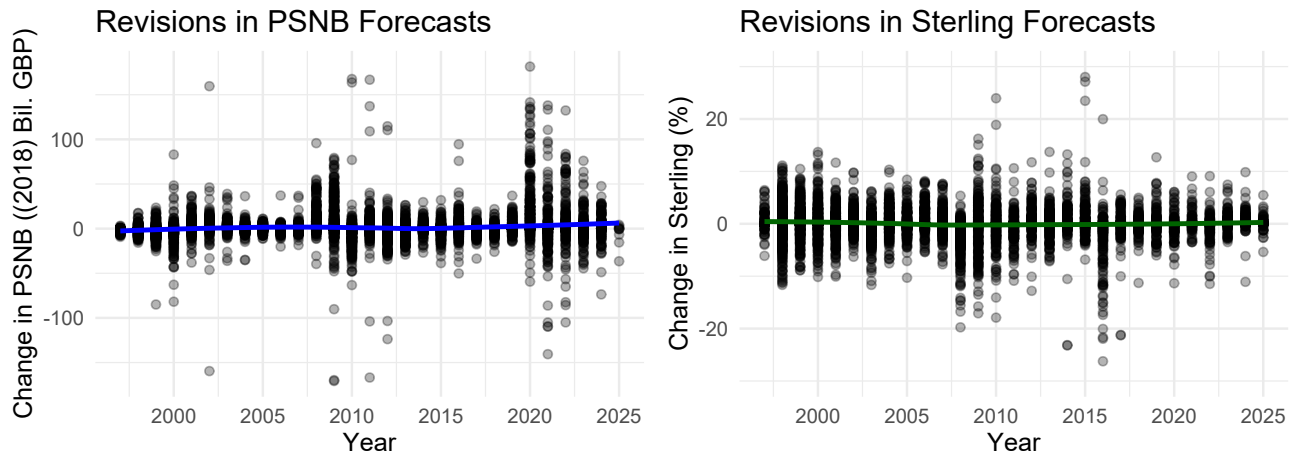 Revisions in PSNB Forecasts
Change in PSNB ((2018) Bil. GBP)
100
0
-100
2000 2005 2010 2015 2020 2025
Year
Revisions in Sterling Forecasts
Change in Sterling (%)
20
0
-20
2000 2005 2010 2015 2020 2025
Year